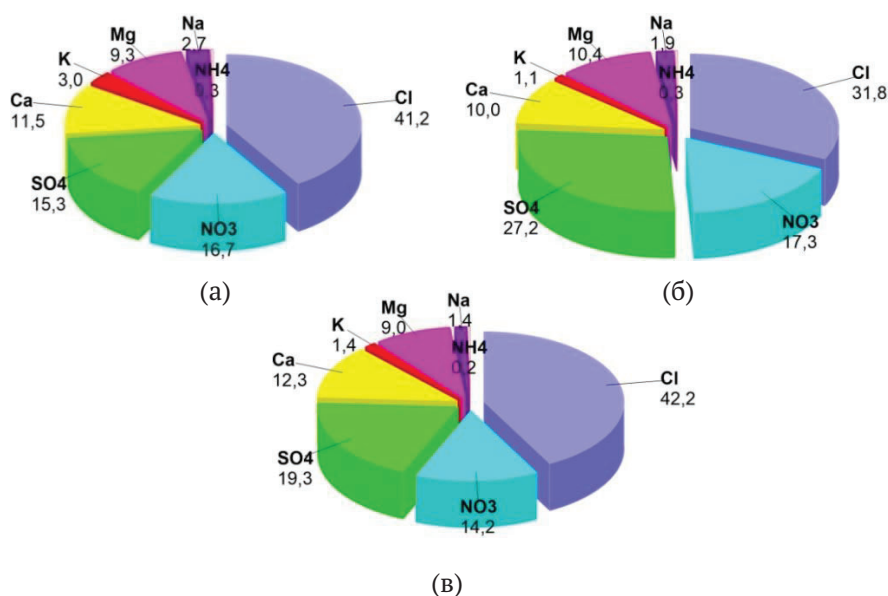 Na
2,7
Mg
9,3
K
3,0
NH4
0,3
Ca
11,5
Cl
41,2
SO4
15,3
NO3
16,7
(а)
Na
1,9
Mg
10,4
K
1,1
NH4
0,3
Ca
10,0
Cl
31,8
SO4
27,2
NO3
17,3
(б)
Na
1,4
Mg
9,0
K
1,4
NH4
0,2
Ca
12,3
Cl
42,2
SO4
19,3
NO3
14,2
(в)